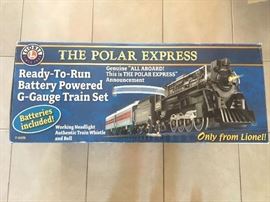 LIONEL
THE POLAR EXPRESS
Ready-To-Run
Battery Powered
G-Gauge Train Set
Genuine "ALL ABOARD!
This is THE POLAR EXPRESS"
Announcement
Batteries
included!
Working Headlight
Authentic Train Whistle
and Bell
Only from Lionel!